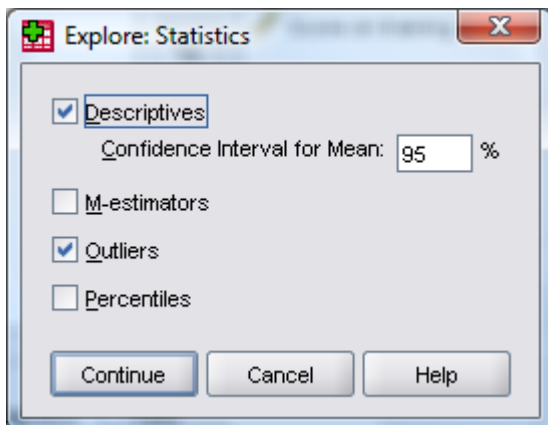 Explore: Statistics
Descriptives
Confidence Interval for Mean: 95 %
M-estimators
Outliers
Percentiles
Continue Cancel Help